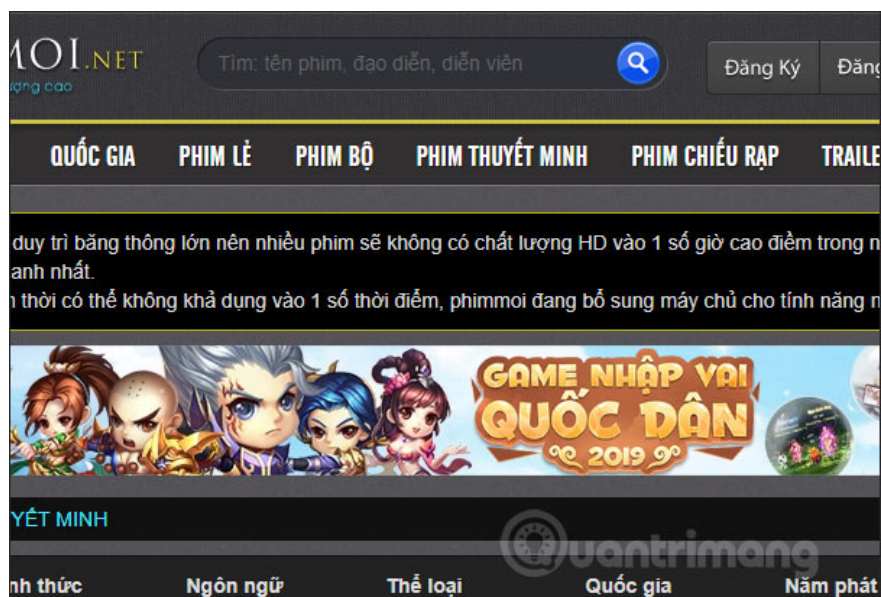 MOI.NET
lượng cao
Tìm: tên phim, đạo diễn, diễn viên
Đăng Ký
QUỐC GIA PHIM LẺ PHIM BỘ PHIM THUYẾT MINH PHIM CHIẾU RẠP TRAILE
duy trì băng thông lớn nên nhiều phim sẽ không có chất lượng HD vào 1 số giờ cao điểm trong n
anh nhất.
thời có thể không khả dụng vào 1 số thời điểm, phimmoi đang bổ sung máy chủ cho tính năng n
GAME NHẬP VAI
QUỐC DÂN
2019
YẾT MINH
Quantrimang
nh thức Ngôn ngữ Thể loại Quốc gia Năm phát